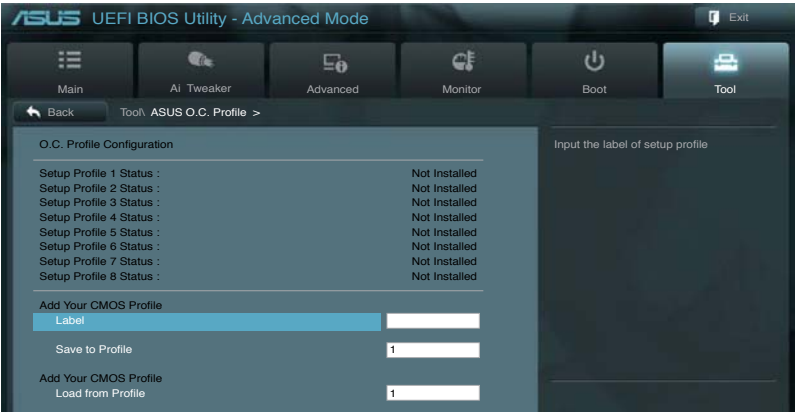 ASUS UEFI BIOS Utility - Advanced Mode
Exit
Main
Ai Tweaker
Advanced
Monitor
Boot
Tool
Back
Tool\ ASUS O.C. Profile >
O.C. Profile Configuration
Input the label of setup profile
Setup Profile 1 Status : Not Installed
Setup Profile 2 Status : Not Installed
Setup Profile 3 Status : Not Installed
Setup Profile 4 Status : Not Installed
Setup Profile 5 Status : Not Installed
Setup Profile 6 Status : Not Installed
Setup Profile 7 Status : Not Installed
Setup Profile 8 Status : Not Installed
Add Your CMOS Profile
Label
Save to Profile 1
Add Your CMOS Profile
Load from Profile 1